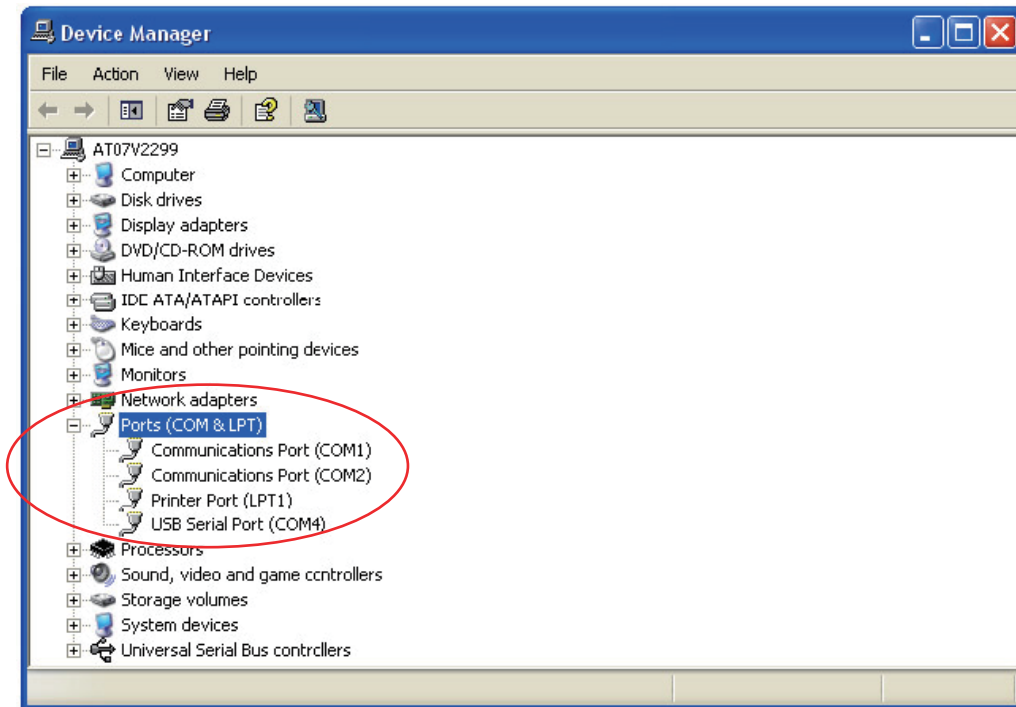 Device Manager
File Action View Help
AT07V2299
Computer
Disk drives
Display adapters
DVD/CD-ROM drives
Human Interface Devices
IDE ATA/ATAPI controllers
Keyboards
Mice and other pointing devices
Monitors
Network adapters
Ports (COM & LPT)
Communications Port (COM1)
Communications Port (COM2)
Printer Port (LPT1)
USB Serial Port (COM4)
Processors
Sound, video and game controllers
Storage volumes
System devices
Universal Serial Bus controllers